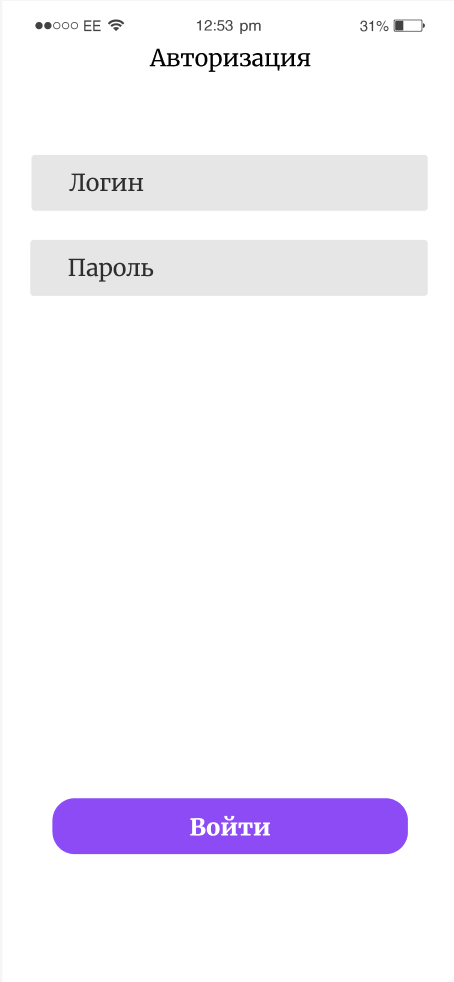 ●●○○○ EE 12:53 pm 31%
Авторизация
Логин
Пароль
Войти